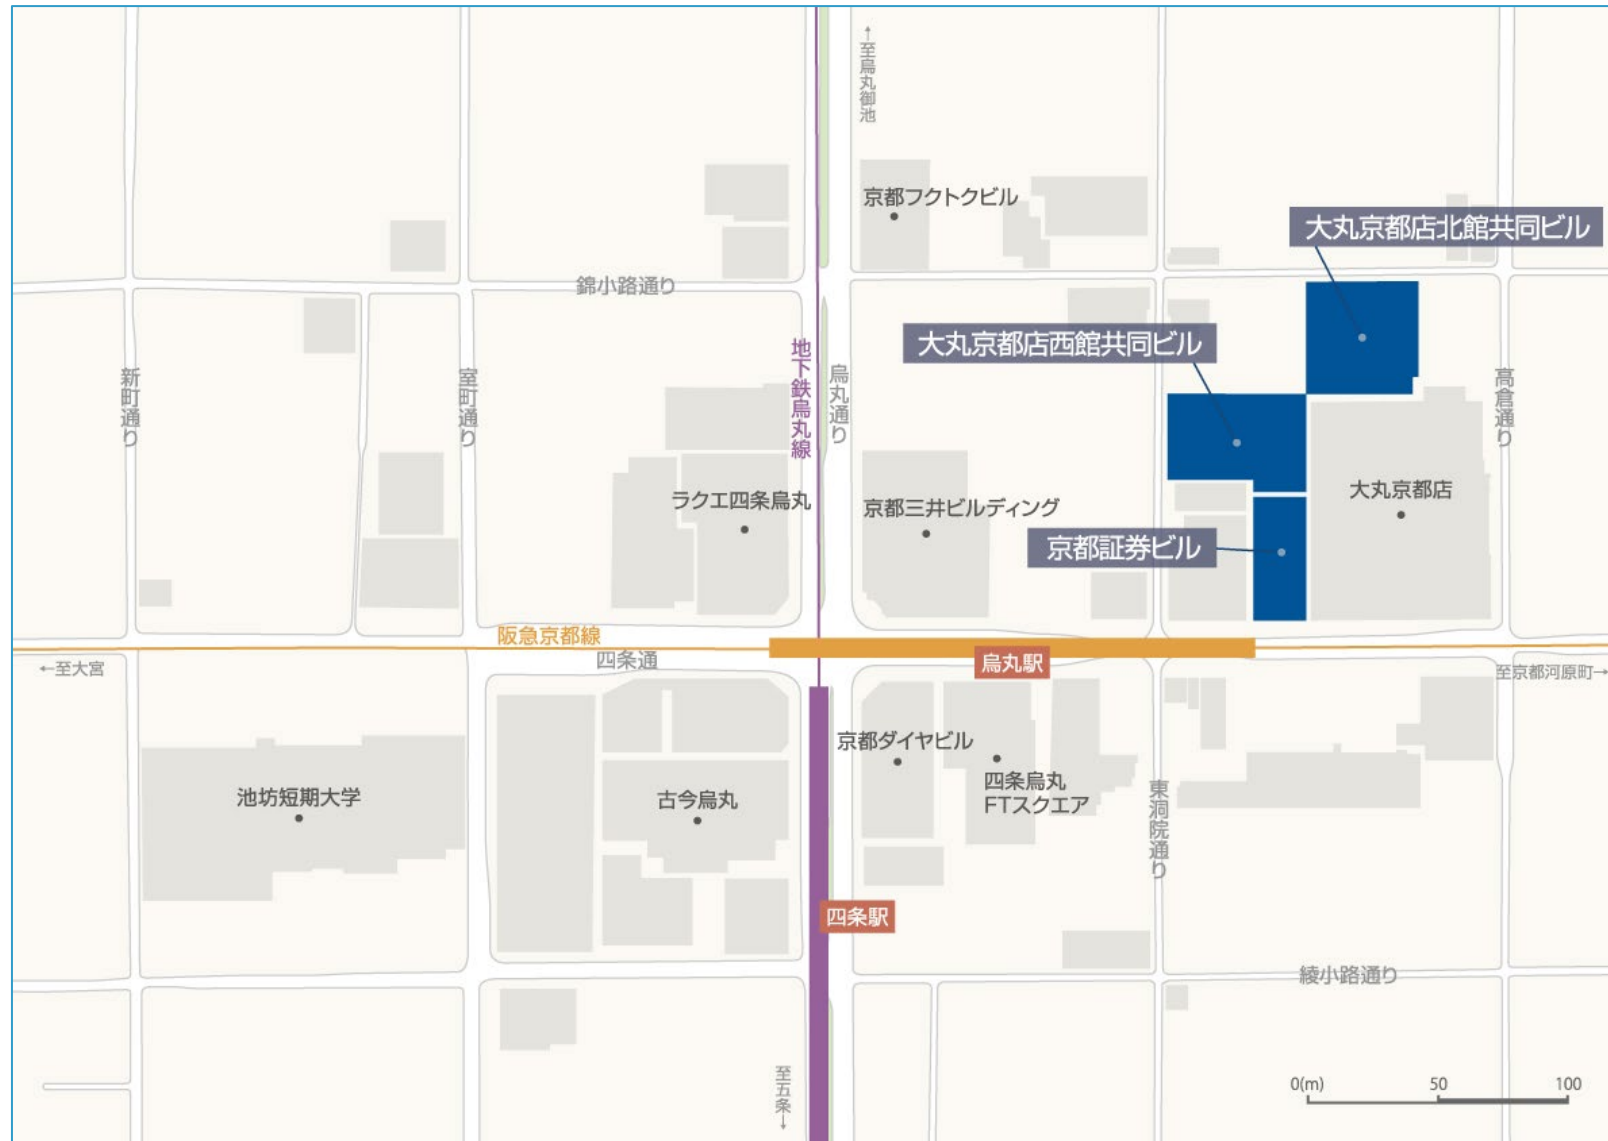 ←至烏丸御池
京都フクトクビル
大丸京都店北館共同ビル
錦小路通り
大丸京都店西館共同ビル
地下鉄烏丸線
烏丸通り
新町通り
室町通り
高倉通り
ラクエ四条烏丸
京都三井ビルディング
大丸京都店
京都証券ビル
阪急京都線
四条通
烏丸駅
←至大宮
至京都河原町→
京都ダイヤビル
四条烏丸
FTスクエア
池坊短期大学
古今烏丸
東洞院通り
四条駅
綾小路通り
至五条→
0(m)
50
100